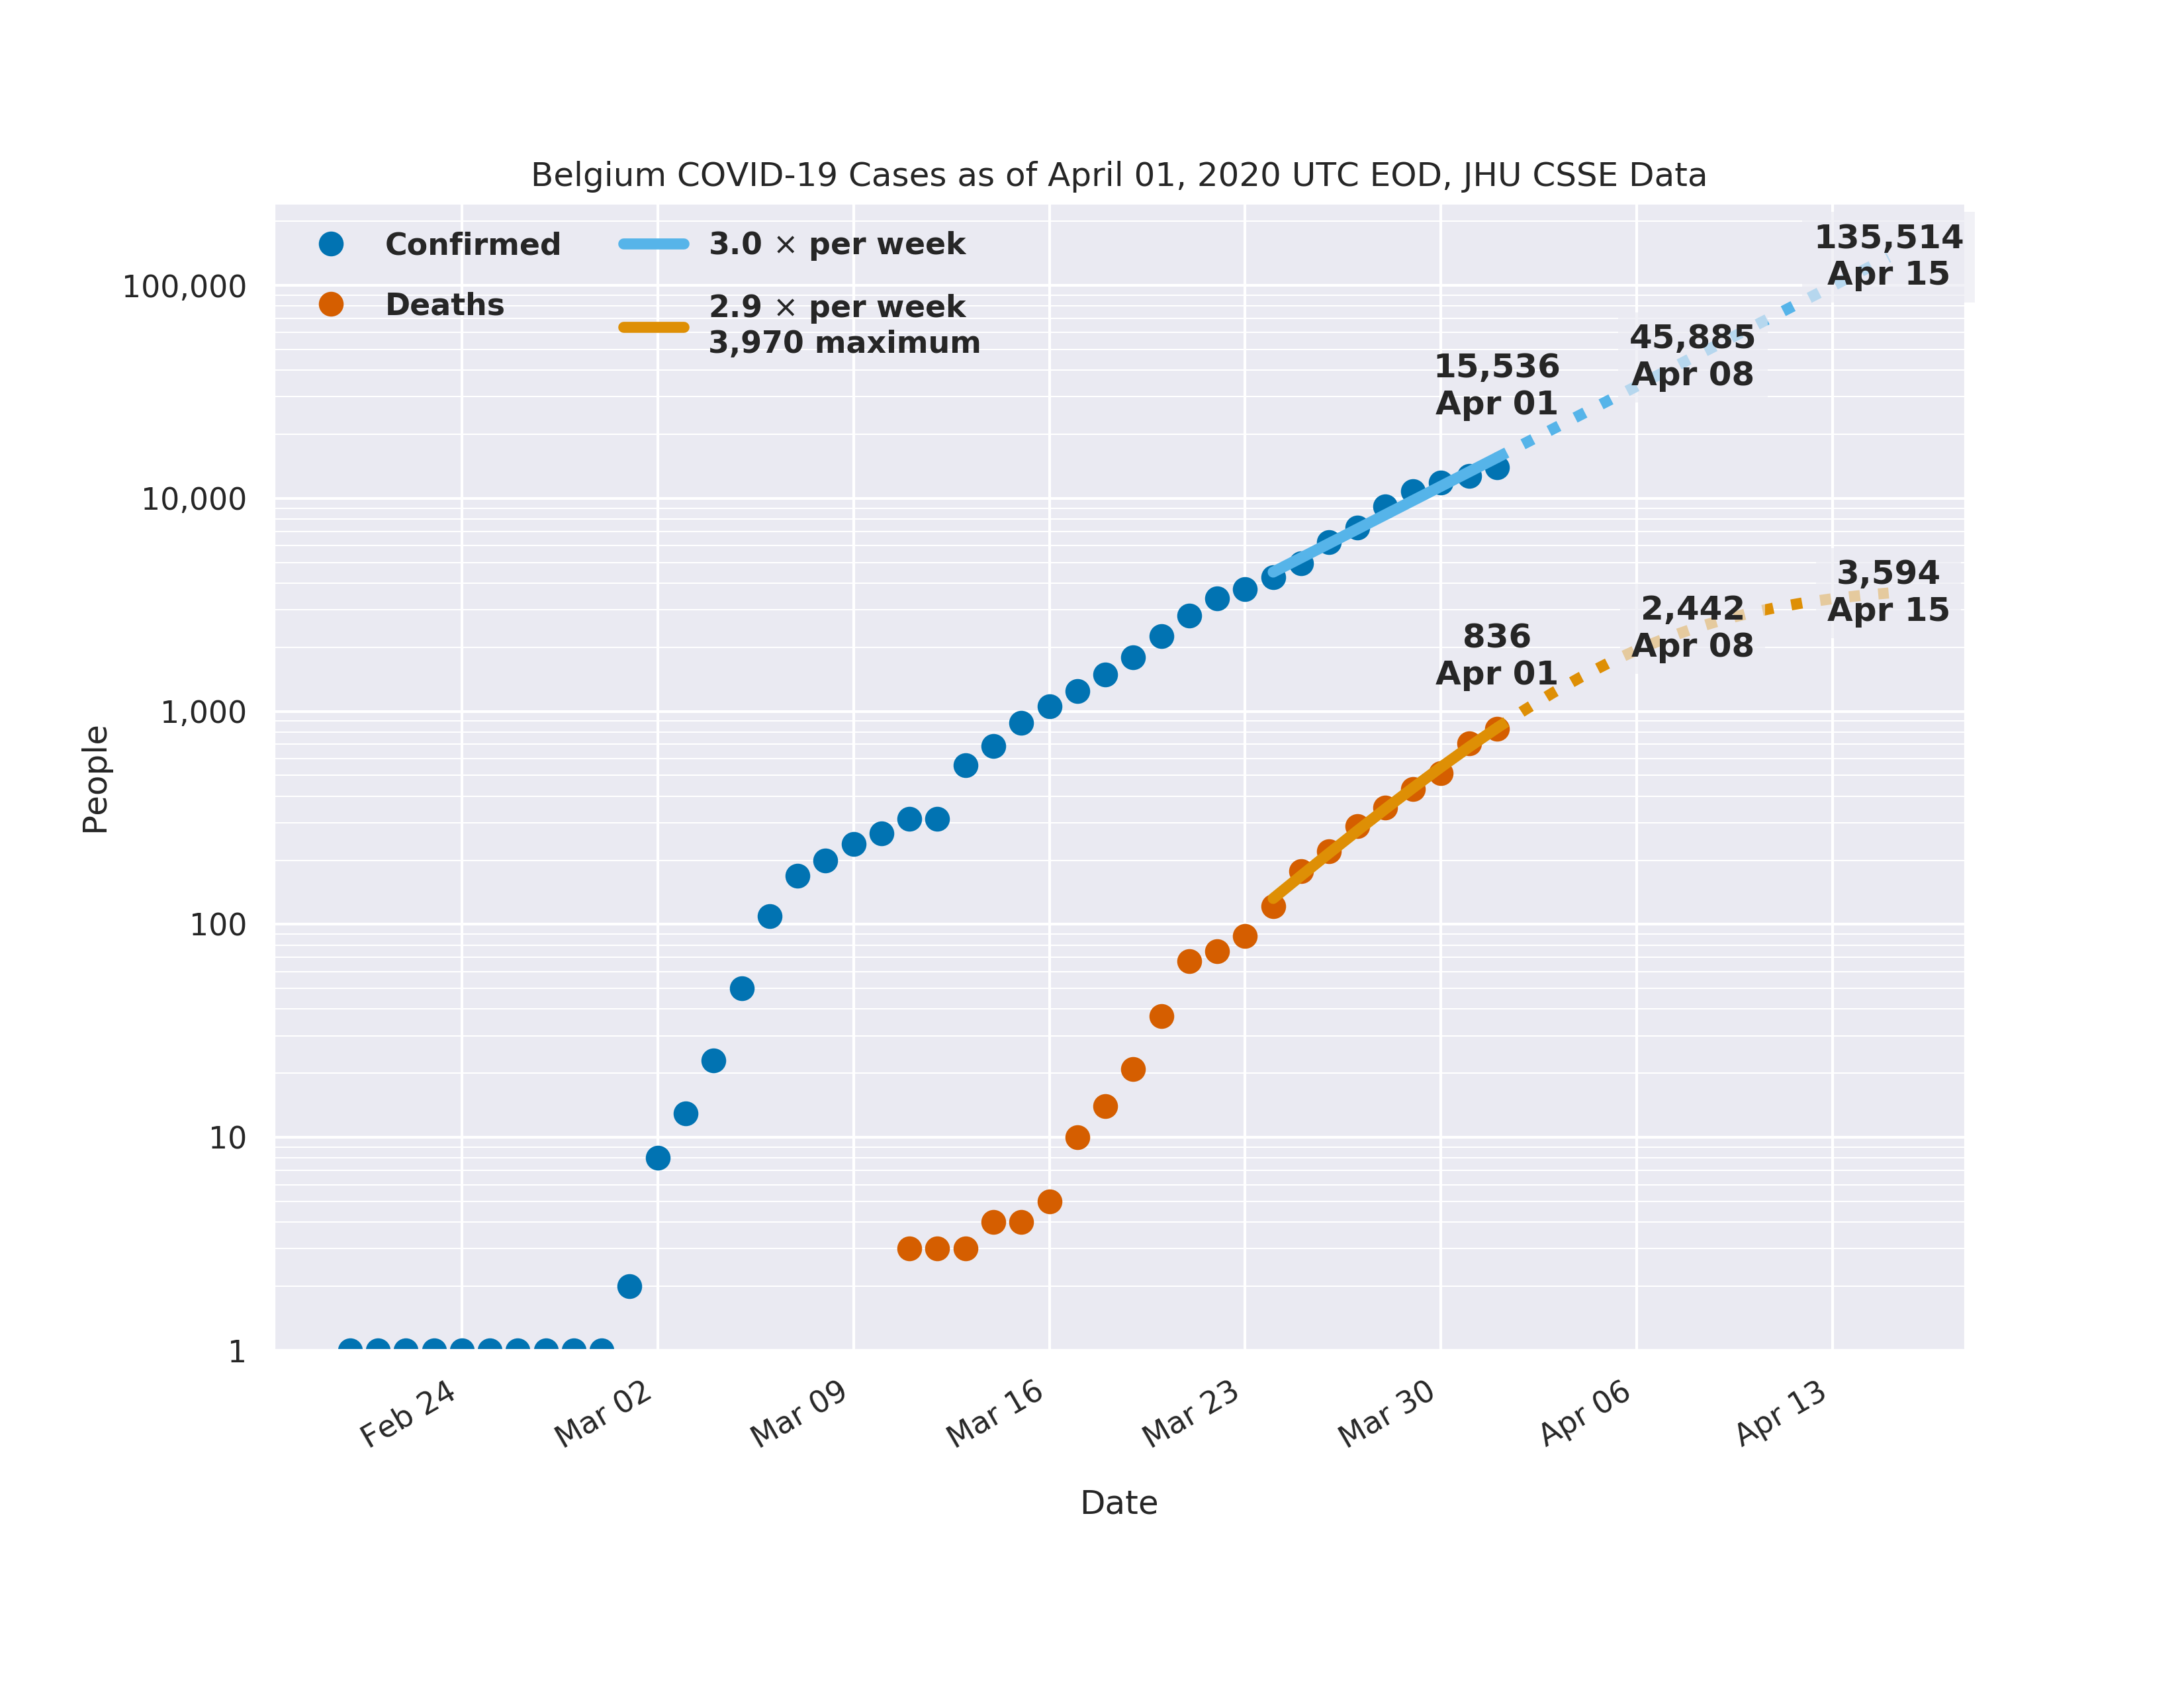 Belgium COVID-19 Cases as of April 01, 2020 UTC EOD, JHU CSSE Data
Confirmed
Deaths
3.0 × per week
2.9 × per week
3,970 maximum
135,514
Apr 15
45,885
Apr 08
15,536
Apr 01
3,594
Apr 15
2,442
Apr 08
836
Apr 01
People
100,000
10,000
1,000
100
10
1
Feb 24
Mar 02
Mar 09
Mar 16
Mar 23
Mar 30
Apr 06
Apr 13
Date